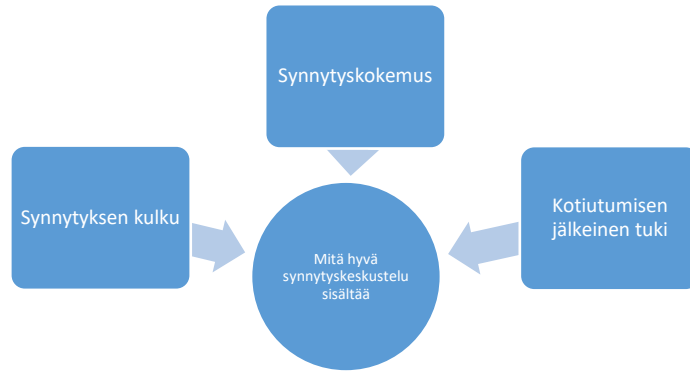 Synnytyskokemus
Synnytyksen kulku
Kotiutumisen
jälkeinen tuki
Mitä hyvä
synnytyskeskustelu
sisältää